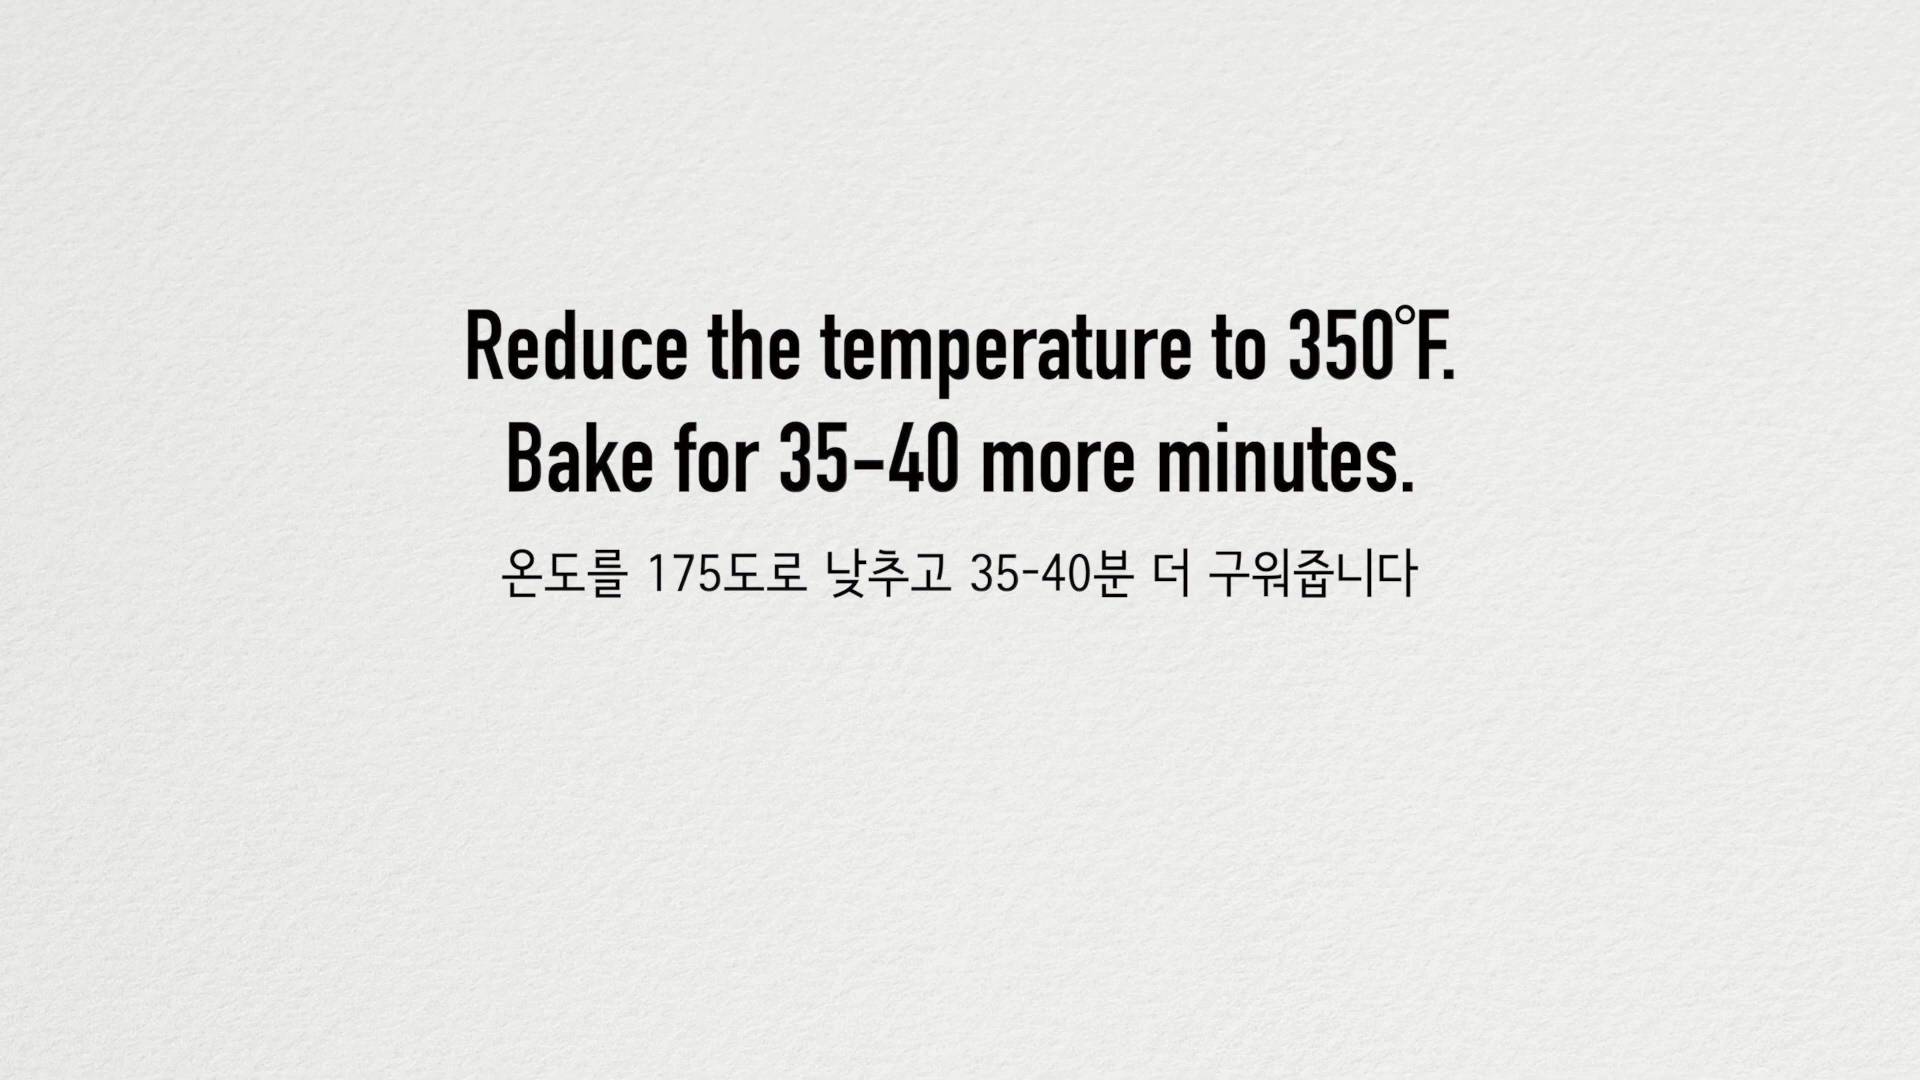 Reduce the temperature to 350°F.
Bake for 35-40 more minutes.
온도를 175도로 낮추고 35-40분 더 구워줍니다